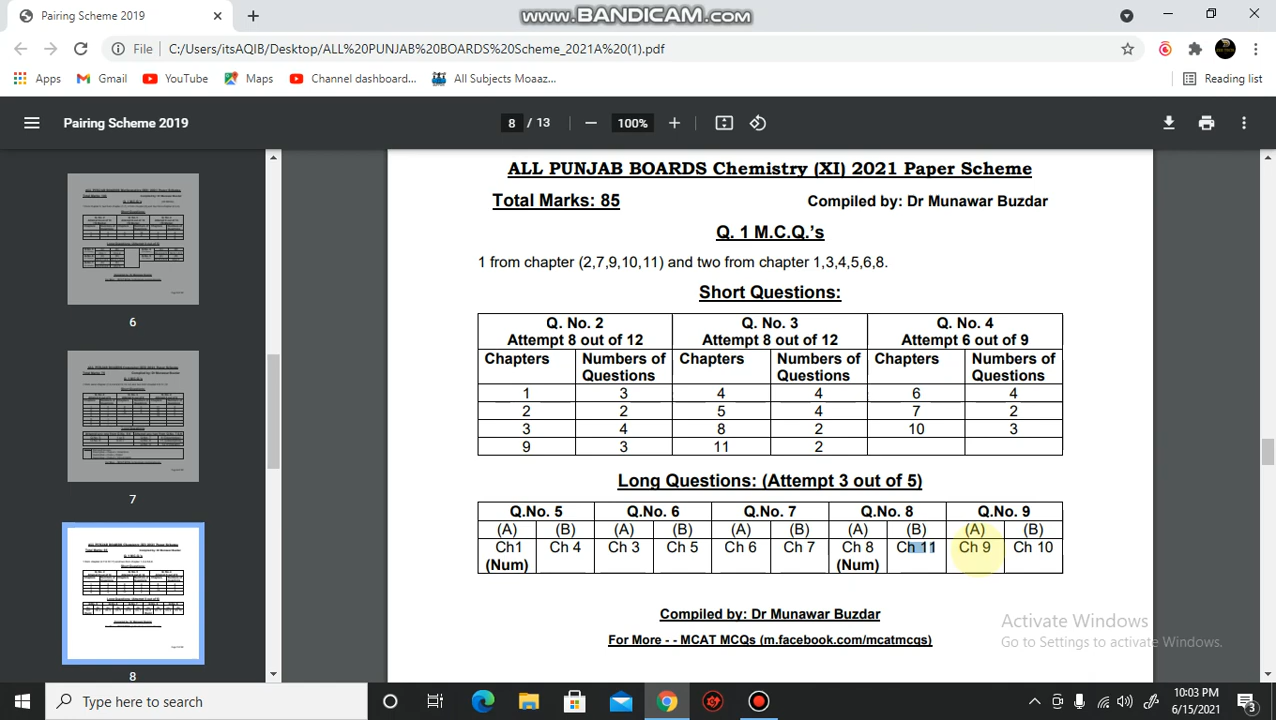 Pairing Scheme 2019
www.BANDICAM.com
File C:/Users/itsAQIB/Desktop/ALL%20PUNJAB%20BOARDS%20Scheme_2021A%20(1).pdf
Apps Gmail YouTube Maps Channel dashboard... All Subjects Moaaz... Reading list
Pairing Scheme 2019 8 / 13 100%
6
7
8
ALL PUNJAB BOARDS Chemistry (XI) 2021 Paper Scheme
Total Marks: 85 Compiled by: Dr Munawar Buzdar
Q. 1 M.C.Q.'s
1 from chapter (2,7,9,10,11) and two from chapter 1,3,4,5,6,8.
Short Questions:
Q. No. 2 Q. No. 3 Q. No. 4
Attempt 8 out of 12 Attempt 8 out of 12 Attempt 6 out of 9
Chapters Numbers of Chapters Numbers of Chapters Numbers of
Questions Questions Questions
1 3 4 4 6 4
2 2 5 4 7 2
3 4 8 2 10 3
9 3 11 2
Long Questions: (Attempt 3 out of 5)
Q.No. 5 Q.No. 6 Q.No. 7 Q.No. 8 Q.No. 9
(A) (B) (A) (B) (A) (B) (A) (B) (A) (B)
Ch1 Ch 4 Ch 3 Ch 5 Ch 6 Ch 7 Ch 8 Ch 11 Ch 9 Ch 10
(Num) (Num)
Compiled by: Dr Munawar Buzdar
For More - - MCAT MCQs (m.facebook.com/mcatmcqs)
Activate Windows
Go to Settings to activate Windows.
Type here to search
10:03 PM
6/15/2021
3